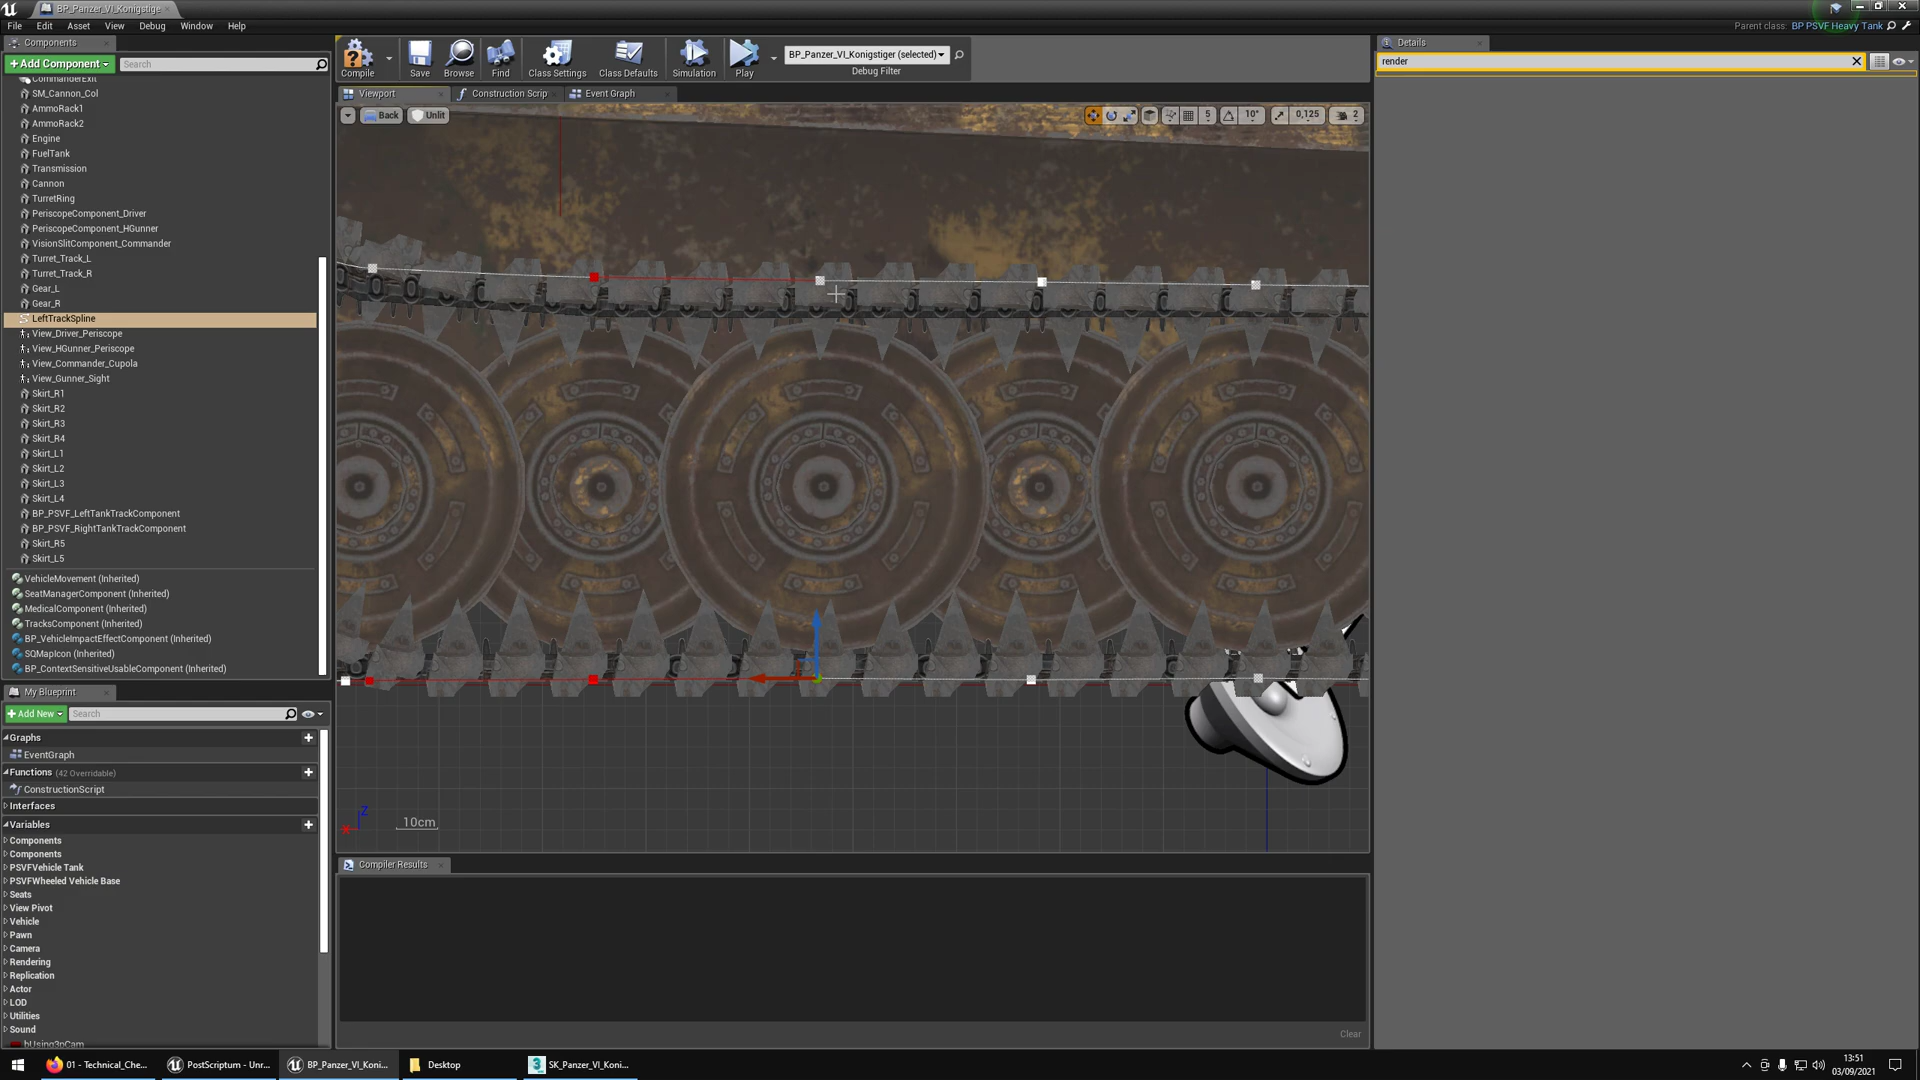 BP_Panzer_VI_Konigstige
File Edit Asset View Debug Window Help
Parent class: BP PSVF Heavy Tank
Components
+Add Component
Search
CommanderExit
SM_Cannon_Col
AmmoRack1
AmmoRack2
Engine
FuelTank
Transmission
Cannon
TurretRing
PeriscopeComponent_Driver
PeriscopeComponent_HGunner
VisionSlitComponent_Commander
Turret_Track_L
Turret_Track_R
Gear_L
Gear_R
LeftTrackSpline
View_Driver_Periscope
View_HGunner_Periscope
View_Commander_Cupola
View_Gunner_Sight
Skirt_R1
Skirt_R2
Skirt_R3
Skirt_R4
Skirt_L1
Skirt_L2
Skirt_L3
Skirt_L4
BP_PSVF_LeftTankTrackComponent
BP_PSVF_RightTankTrackComponent
Skirt_R5
Skirt_L5
VehicleMovement (Inherited)
SeatManagerComponent (Inherited)
MedicalComponent (Inherited)
TracksComponent (Inherited)
BP_VehicleImpactEffectComponent (Inherited)
SQMapIcon (Inherited)
BP_ContextSensitiveUsableComponent (Inherited)
My Blueprint
+Add New
Search
Graphs
EventGraph
Functions (42 Overridable)
ConstructionScript
Interfaces
Variables
Components
Components
PSVFVehicle Tank
PSVFWheeled Vehicle Base
Seats
View Pivot
Vehicle
Pawn
Camera
Rendering
Replication
Actor
LOD
Utilities
Sound
bUsing3pCam
Compile
Save
Browse
Find
Class Settings
Class Defaults
Simulation
Play
BP_Panzer_VI_Konigstiger (selected)
Debug Filter
Viewport
Construction Scrip
Event Graph
Back
Unlit
5
10°
0,125
2
Z
10cm
Compiler Results
Clear
Details
render
01 - Technical_Che...
PostScriptum - Unr...
BP_Panzer_VI_Koni...
Desktop
SK_Panzer_VI_Koni...
13:51
03/09/2021